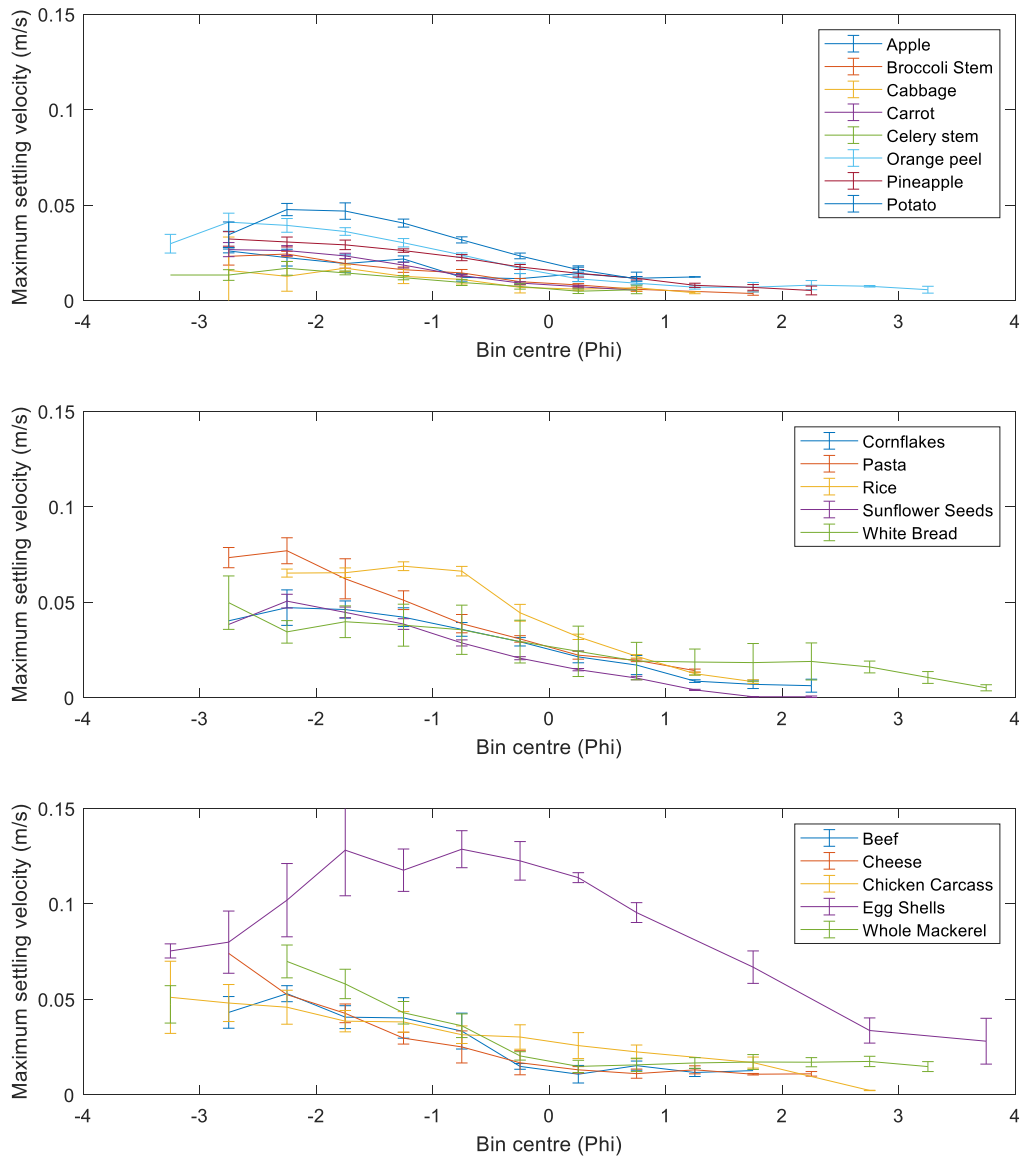 Maximum settling velocity (m/s)
0.15
0.1
0.05
0
-4 -3 -2 -1 0 1 2 3 4
Bin centre (Phi)
Apple
Broccoli Stem
Cabbage
Carrot
Celery stem
Orange peel
Pineapple
Potato
Maximum settling velocity (m/s)
0.15
0.1
0.05
0
-4 -3 -2 -1 0 1 2 3 4
Bin centre (Phi)
Cornflakes
Pasta
Rice
Sunflower Seeds
White Bread
Maximum settling velocity (m/s)
0.15
0.1
0.05
0
-4 -3 -2 -1 0 1 2 3 4
Bin centre (Phi)
Beef
Cheese
Chicken Carcass
Egg Shells
Whole Mackerel